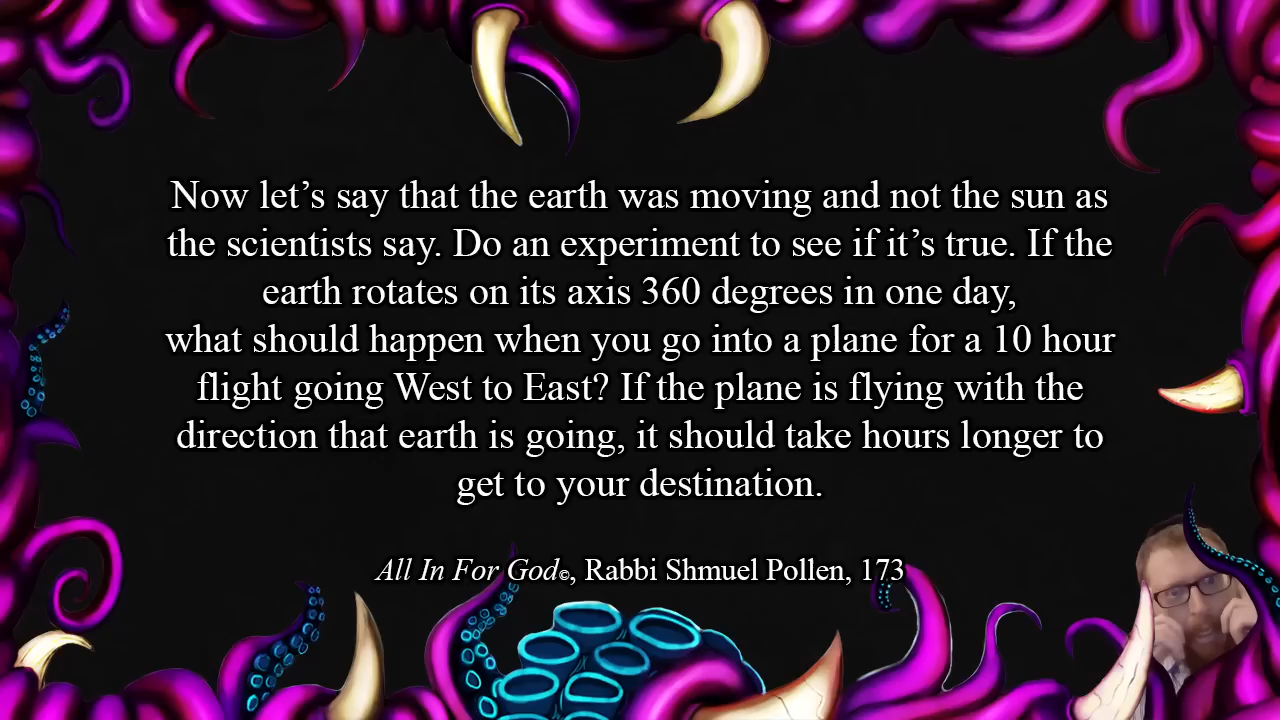 Now let’s say that the earth was moving and not the sun as
the scientists say. Do an experiment to see if it’s true. If the
earth rotates on its axis 360 degrees in one day,
what should happen when you go into a plane for a 10 hour
flight going West to East? If the plane is flying with the
direction that earth is going, it should take hours longer to
get to your destination.
All In For God©, Rabbi Shmuel Pollen, 173